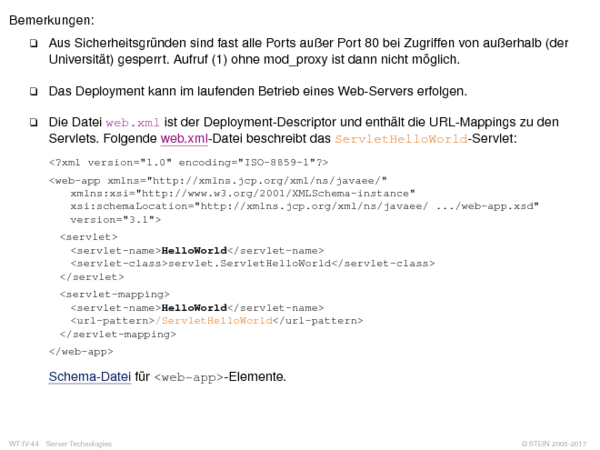 Bemerkungen:
❑ Aus Sicherheitsgründen sind fast alle Ports außer Port 80 bei Zugriffen von außerhalb (der
Universität) gesperrt. Aufruf (1) ohne mod_proxy ist dann nicht möglich.
❑ Das Deployment kann im laufenden Betrieb eines Web-Servers erfolgen.
❑ Die Datei web.xml ist der Deployment-Descriptor und enthält die URL-Mappings zu den
Servlets. Folgende web.xml-Datei beschreibt das ServletHelloWorld-Servlet:
<?xml version="1.0" encoding="ISO-8859-1"?>
<web-app xmlns="http://xmlns.jcp.org/xml/ns/javaee/"
xmlns:xsi="http://www.w3.org/2001/XMLSchema-instance"
xsi:schemaLocation="http://xmlns.jcp.org/xml/ns/javaee/ .../web-app.xsd"
version="3.1">
<servlet>
<servlet-name>HelloWorld</servlet-name>
<servlet-class>servlet.ServletHelloWorld</servlet-class>
</servlet>
<servlet-mapping>
<servlet-name>HelloWorld</servlet-name>
<url-pattern>/ServletHelloWorld</url-pattern>
</servlet-mapping>
</web-app>
Schema-Datei für <web-app>-Elemente.
WT:IV-44 Server Technologies © STEIN 2005-2017